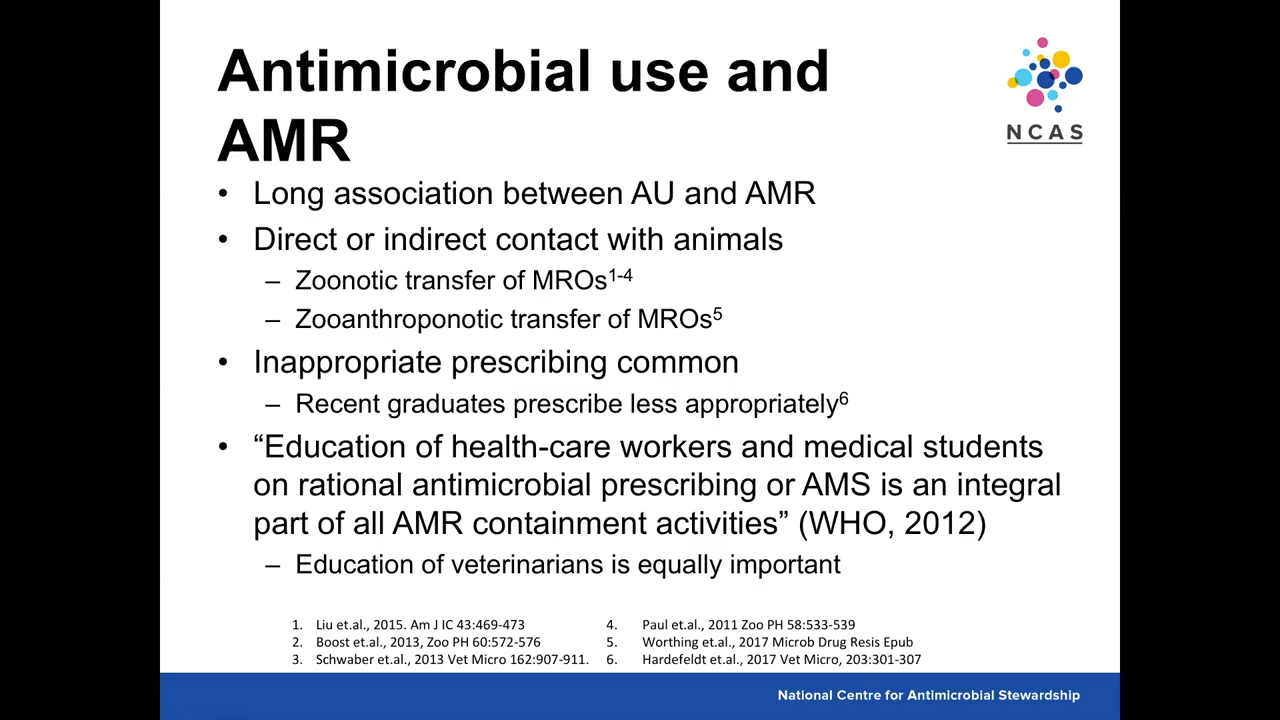 Antimicrobial use and
AMR
NCAS
• Long association between AU and AMR
• Direct or indirect contact with animals
– Zoonotic transfer of MROs1-4
– Zooanthroponotic transfer of MROs5
• Inappropriate prescribing common
– Recent graduates prescribe less appropriately6
• “Education of health-care workers and medical students
on rational antimicrobial prescribing or AMS is an integral
part of all AMR containment activities” (WHO, 2012)
– Education of veterinarians is equally important
1. Liu et.al., 2015. Am J IC 43:469-473
2. Boost et.al., 2013, Zoo PH 60:572-576
3. Schwaber et.al., 2013 Vet Micro 162:907-911.
4. Paul et.al., 2011 Zoo PH 58:533-539
5. Worthing et.al., 2017 Microb Drug Resis Epub
6. Hardefeldt et.al., 2017 Vet Micro, 203:301-307
National Centre for Antimicrobial Stewardship